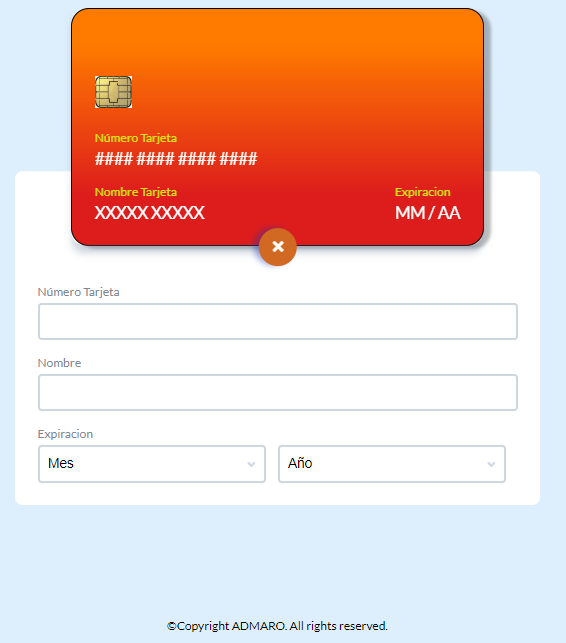 Número Tarjeta
#### #### #### ####
Nombre Tarjeta Expiracion
XXXXX XXXXX MM / AA
Número Tarjeta
Nombre
Expiracion
Mes Año
©Copyright ADMARO. All rights reserved.